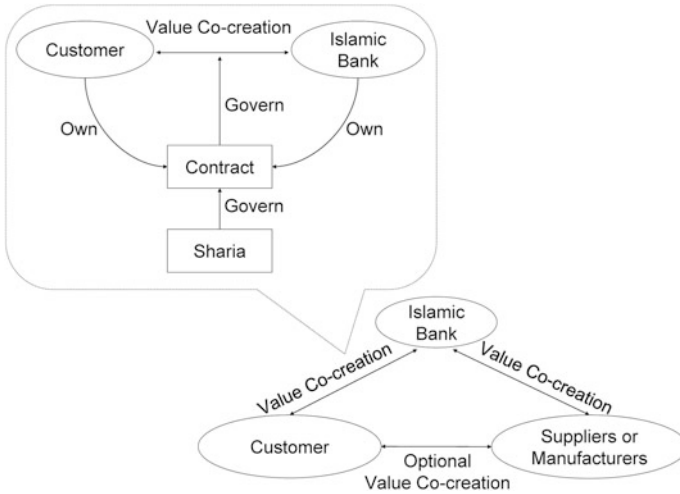 Value Co-creation
Customer
Islamic
Bank
Govern
Own
Own
Contract
Govern
Sharia
Islamic
Bank
Value Co-creation
Value Co-creation
Customer
Suppliers or
Manufacturers
Optional
Value Co-creation